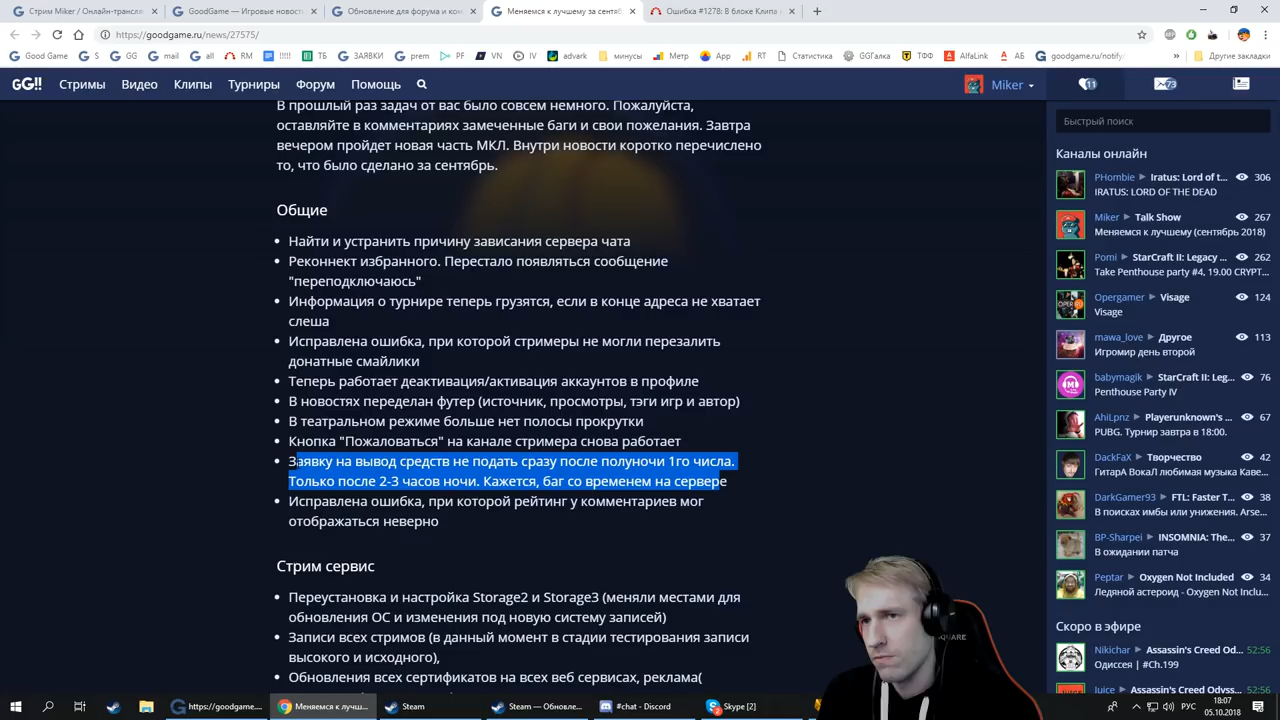 Стрим Miker / Онлайн-трансля
GoodGame — Игровые новост
Обновление для форума и ком
Меняемся к лучшему за сентяб
Ошибка #1278: В блоке Клипа н
https://goodgame.ru/news/27575/
Good Game
S
GG
mail
all
RM
!!!!!
ТБ
ЗАЯВКИ
prem
PF
VN
IV
advark
минусы
Метр
App
RT
Статистика
GGГалка
ТФФ
AlfaLink
АБ
goodgame.ru/notify
Другие закладки
GG!!
Стримы
Видео
Клипы
Турниры
Форум
Помощь
Miker
11
73
В прошлый раз задач от вас было совсем немного. Пожалуйста,
оставляйте в комментариях замеченные баги и свои пожелания. Завтра
вечером пройдет новая часть МКЛ. Внутри новости коротко перечислено
то, что было сделано за сентябрь.
Общие
Найти и устранить причину зависания сервера чата
Реконнект избранного. Перестало появляться сообщение
"переподключаюсь"
Информация о турнире теперь грузятся, если в конце адреса не хватает
слеша
Исправлена ошибка, при которой стримеры не могли перезалить
донатные смайлики
Теперь работает деактивация/активация аккаунтов в профиле
В новостях переделан футер (источник, просмотры, тэги игр и автор)
В театральном режиме больше нет полосы прокрутки
Кнопка "Пожаловаться" на канале стримера снова работает
Заявку на вывод средств не подать сразу после полуночи 1го числа.
Только после 2-3 часов ночи. Кажется, баг со временем на сервере
Исправлена ошибка, при которой рейтинг у комментариев мог
отображаться неверно
Стрим сервис
Переустановка и настройка Storage2 и Storage3 (меняли местами для
обновления ОС и изменения под новую систему записей)
Записи всех стримов (в данный момент в стадии тестирования записи
высокого и исходного),
Обновления всех сертификатов на всех веб сервисах, реклама(
Быстрый поиск
Каналы онлайн
PHombie Iratus: Lord of t... 306
IRATUS: LORD OF THE DEAD
Miker Talk Show 267
Меняемся к лучшему (сентябрь 2018)
Pomi StarCraft II: Legacy ... 262
Take Penthouse party #4, 19.00 CRYPT...
Opergamer Visage 124
Visage
mawa_love Другое 113
Игромир день второй
babymagik StarCraft II: Leg... 76
Penthouse Party IV
AhiLpnz Playerunknown's ... 67
PUBG. Турнир завтра в 18:00.
DackFaX Творчество 42
ГитарА ВокаЛ любимая музыка Каве...
DarkGamer93 FTL: Faster T... 38
В поисках имбы или унижения. Arse...
BP-Sharpei INSOMNIA: The... 37
В ожидании патча
Peptar Oxygen Not Included 34
Ледяной астероид - Oxygen Not Inclu...
Скоро в эфире
Nikichar Assassin's Creed Od... 52:56
Одиссея | #Ch.199
Juice Assassin's Creed Odyss... 52:56
SQUARE
https://goodgame....
Меняемся к лучш...
Steam
Steam — Обновле...
#chat - Discord
Skype [2]
РУС
18:07
05.10.2018